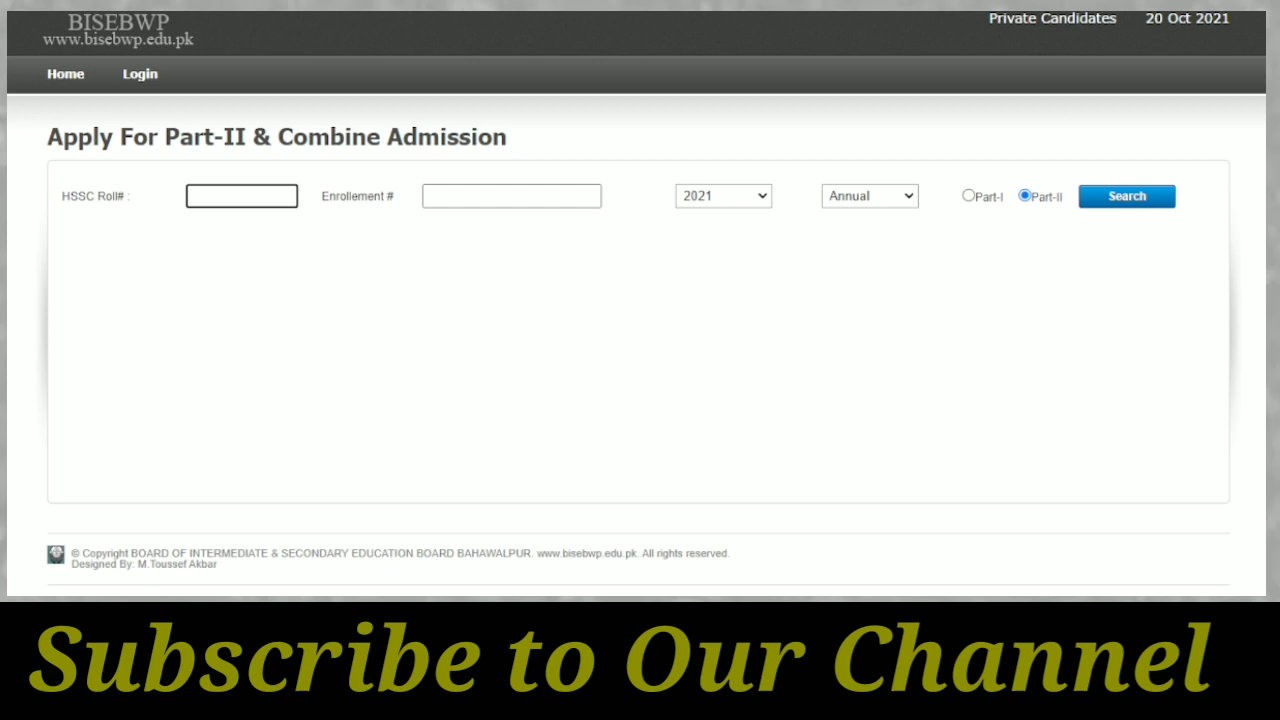 BISEBWP
www.bisebwp.edu.pk
Private Candidates 20 Oct 2021
Home Login
Apply For Part-II & Combine Admission
HSSC Roll# : Enrollement # 2021 Annual Part-I Part-II Search
© Copyright BOARD OF INTERMEDIATE & SECONDARY EDUCATION BOARD BAHAWALPUR. www.bisebwp.edu.pk. All rights reserved.
Designed By: M.Toussef Akbar
Subscribe to Our Channel